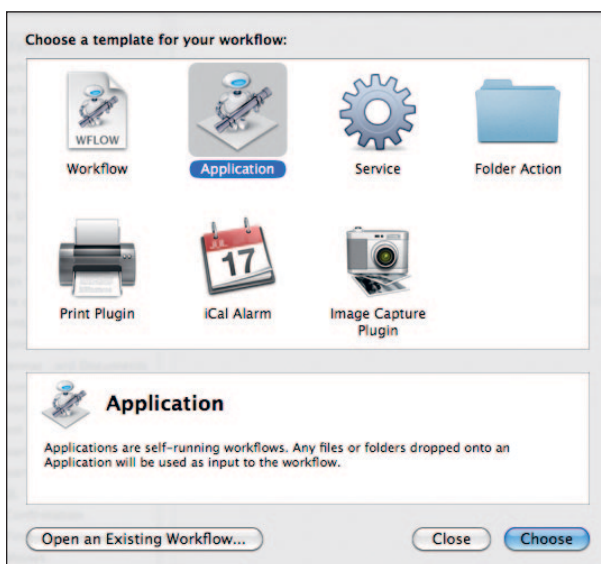 Choose a template for your workflow:
WFLOW
Workflow
Application
Service
Folder Action
JUL
17
Print Plugin
iCal Alarm
Image Capture
Plugin
Application
Applications are self-running workflows. Any files or folders dropped onto an
Application will be used as input to the workflow.
Open an Existing Workflow...
Close
Choose